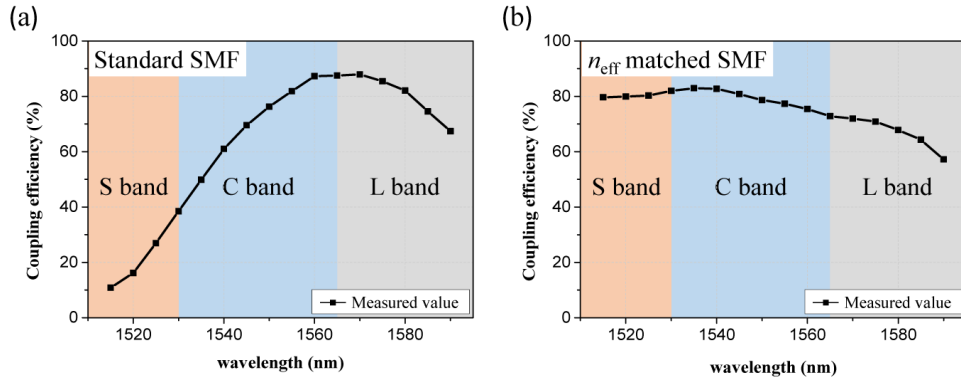 (a)
Standard SMF
100
80
60
40
20
0
Coupling efficiency (%)
S band
C band
L band
Measured value
1520
1540
1560
1580
wavelength (nm)
(b)
neff matched SMF
100
80
60
40
20
0
Coupling efficiency (%)
S band
C band
L band
Measured value
1520
1540
1560
1580
wavelength (nm)